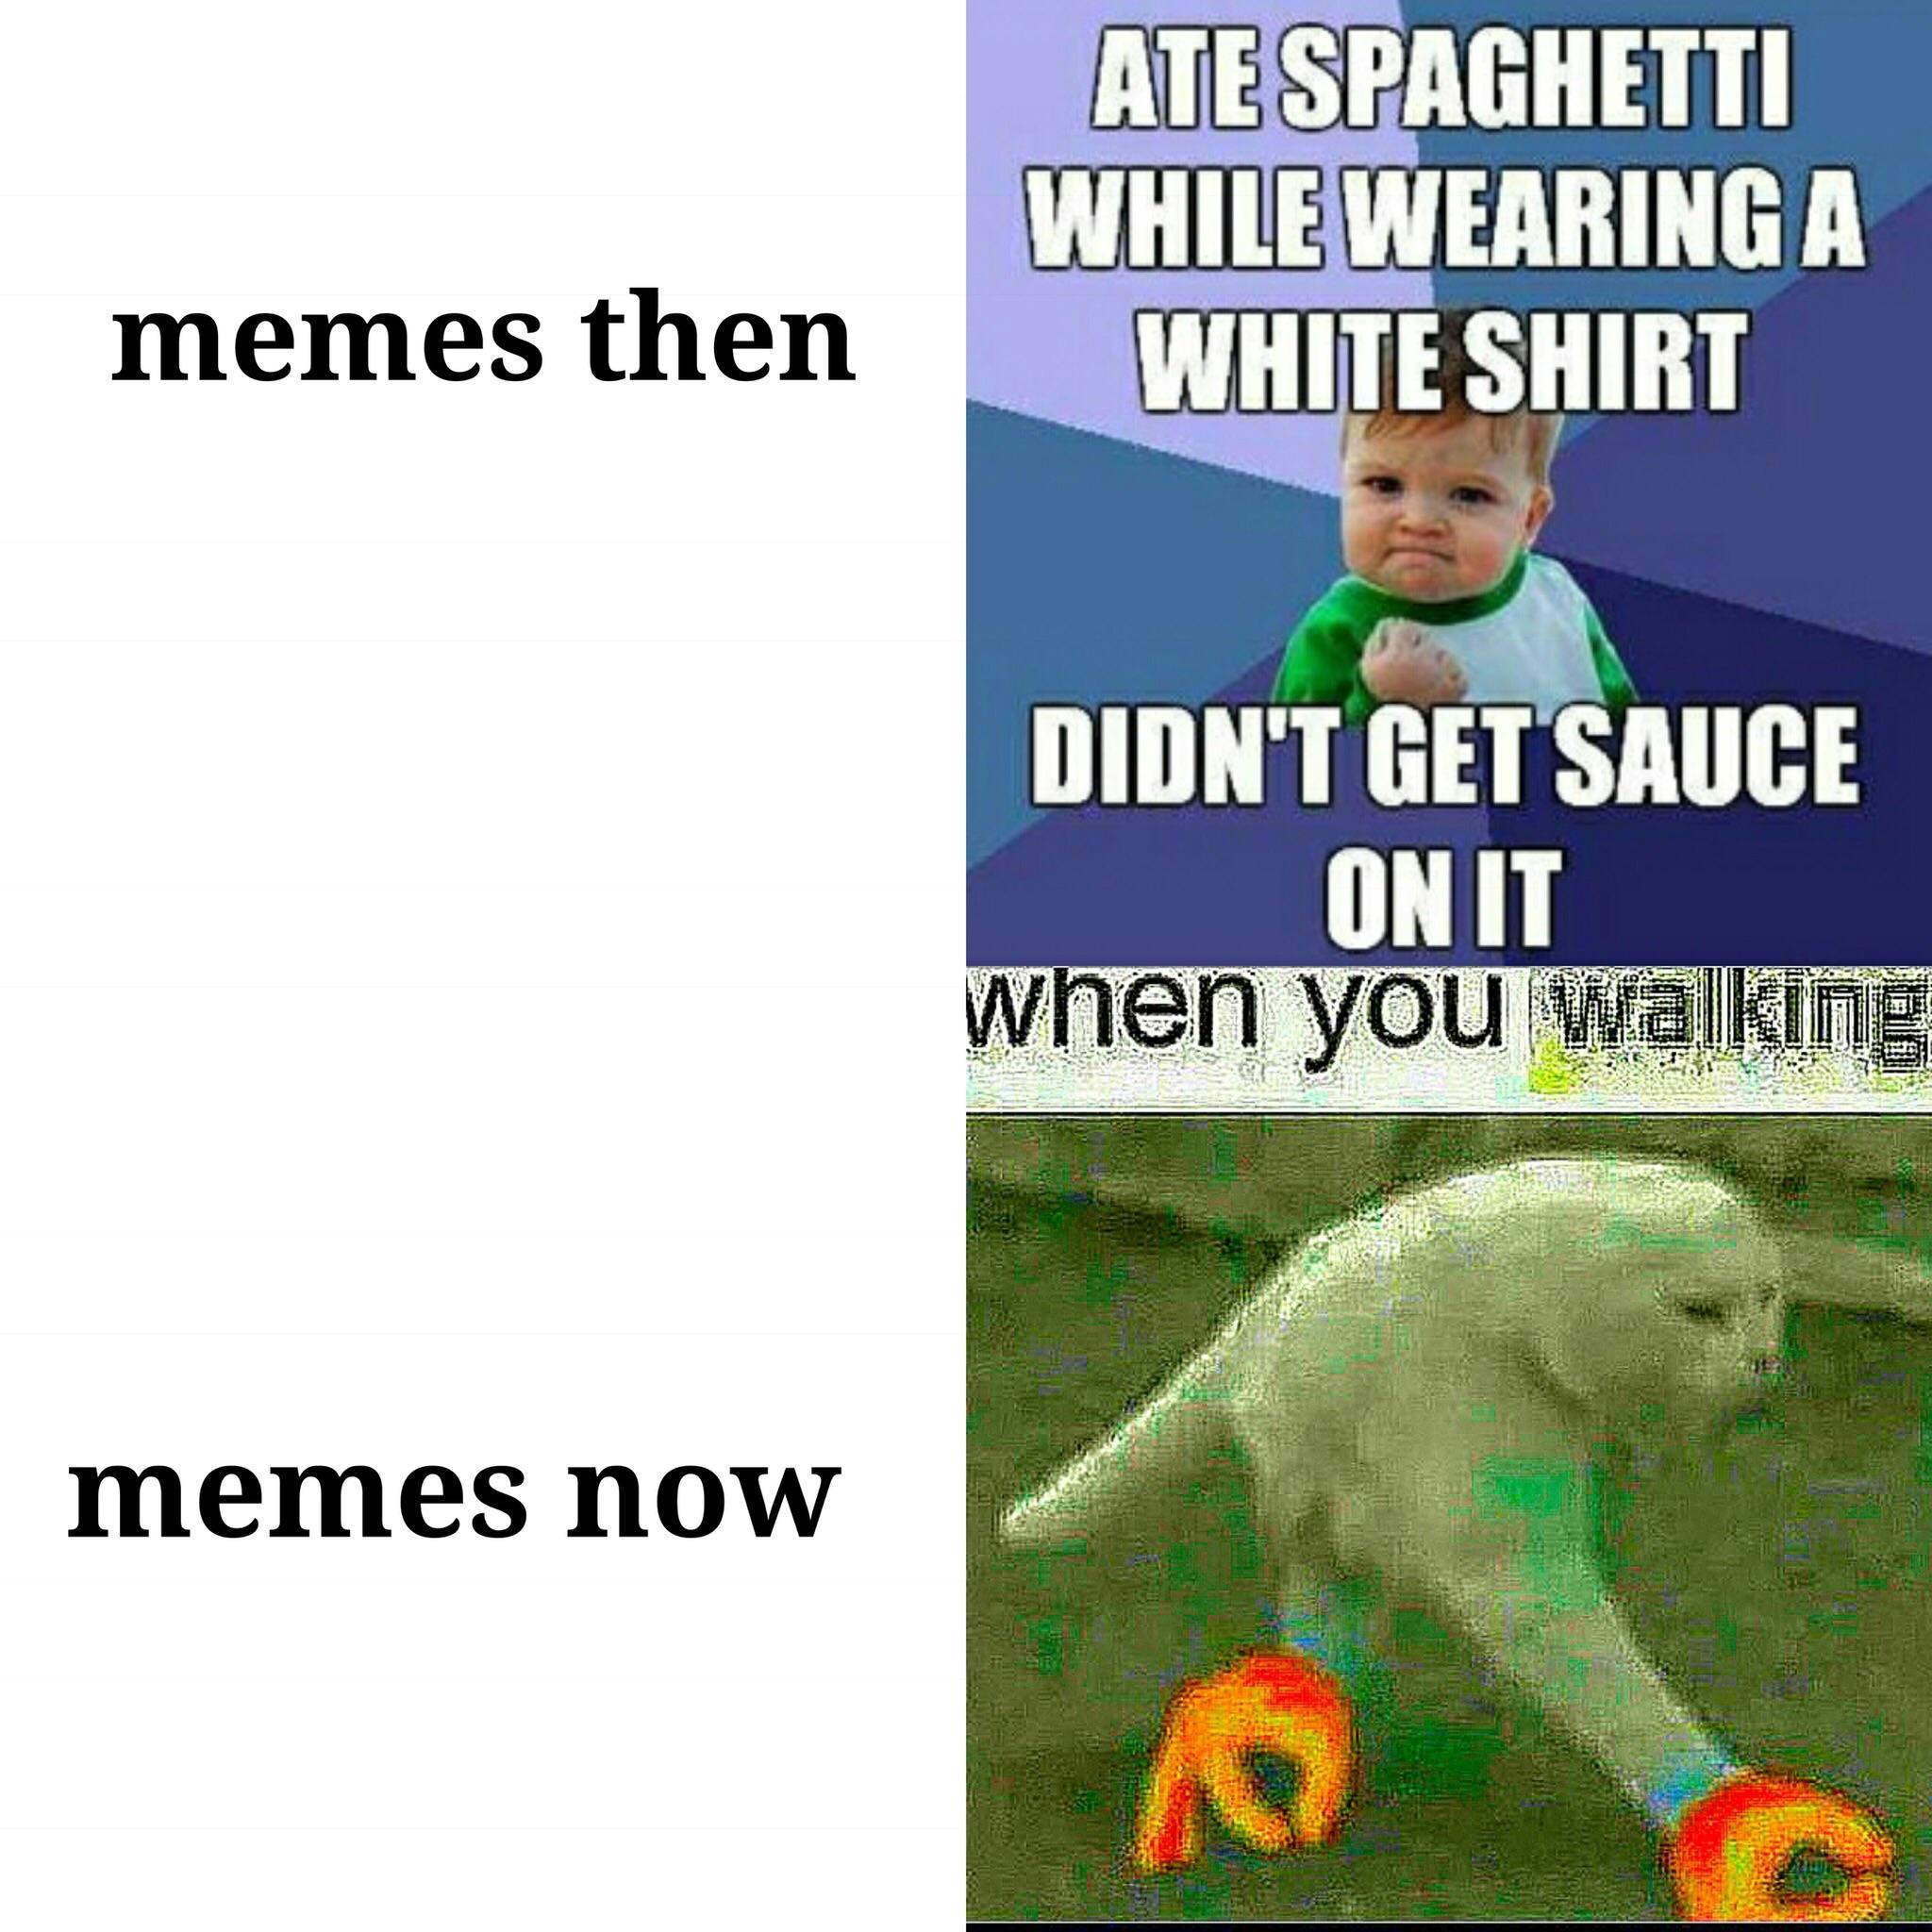 memes then
ATE SPAGHETTI
WHILE WEARING A
WHITE SHIRT
DIDN'T GET SAUCE
ON IT
when you walking
memes now